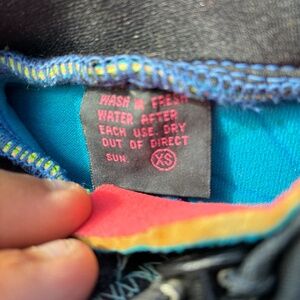 WASH IN FRESH
WATER AFTER
EACH USE. DRY
OUT OF DIRECT
SUN. XS